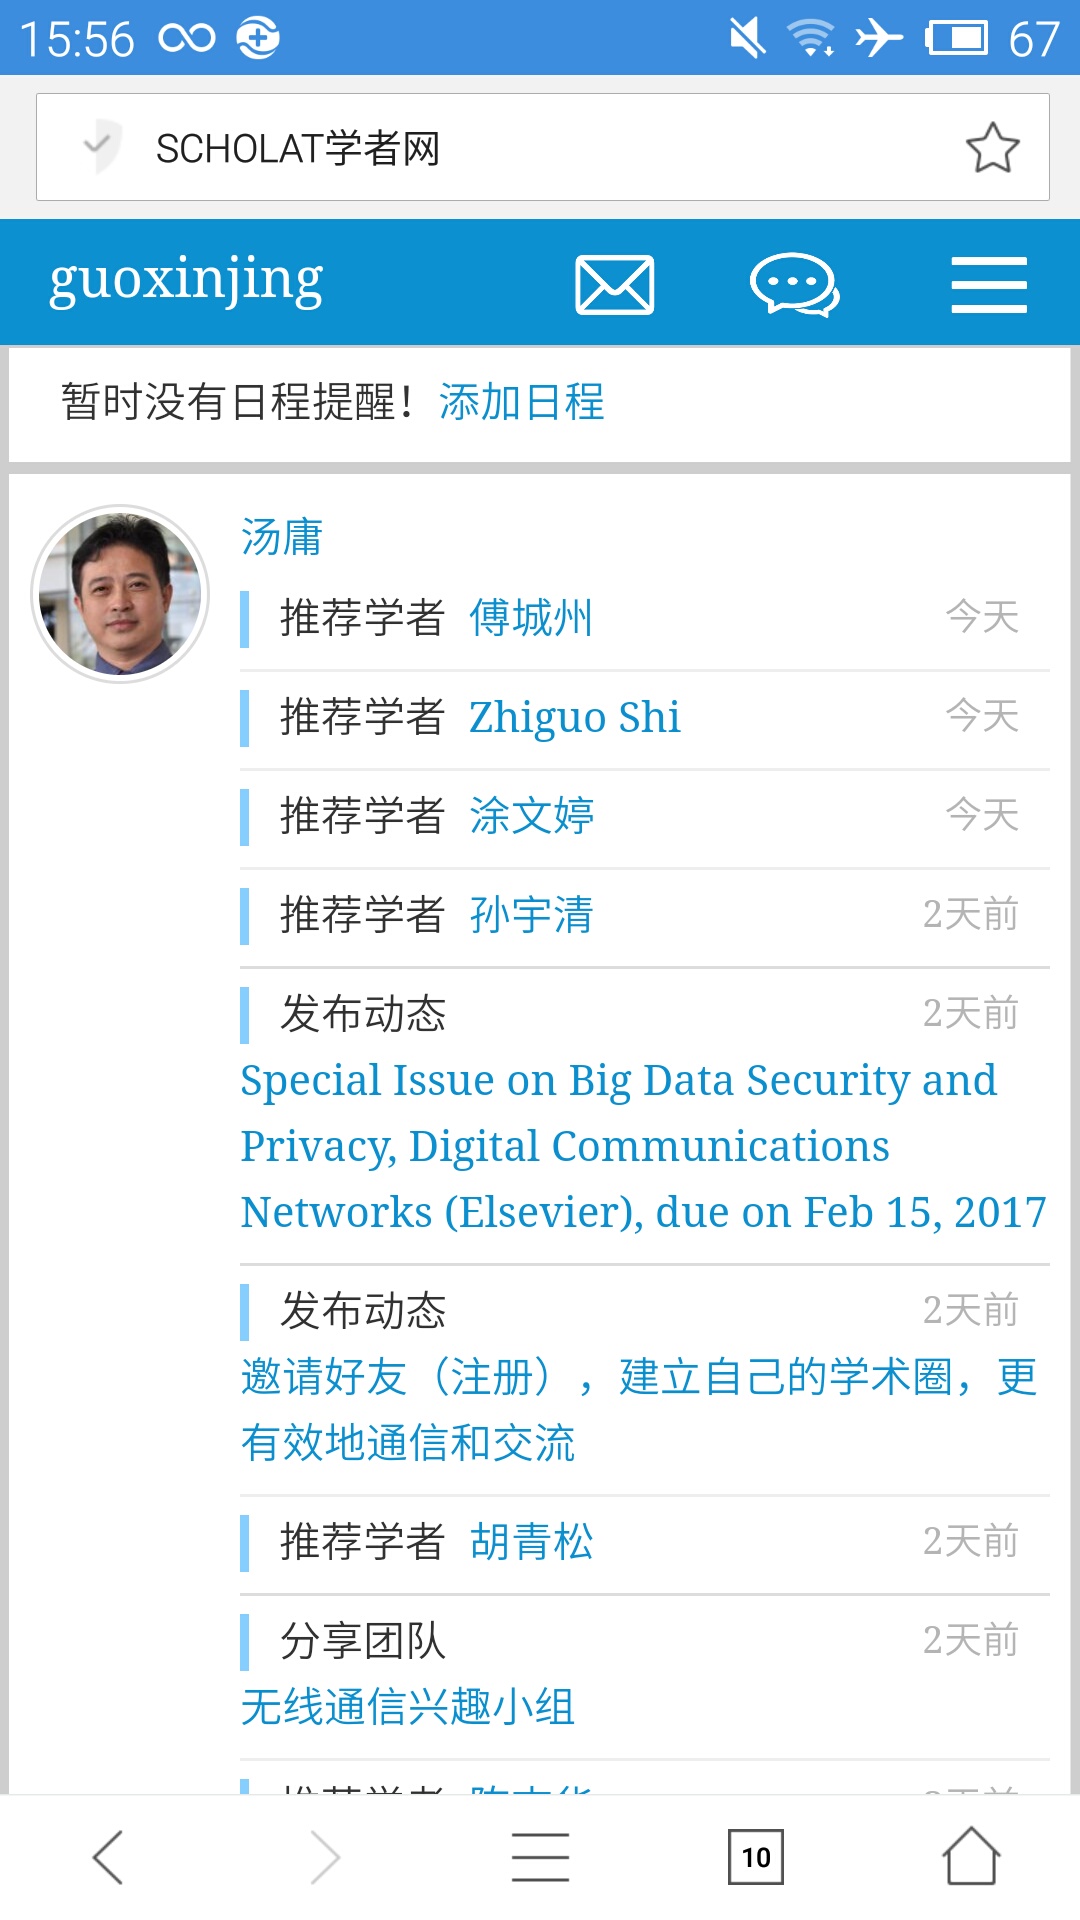 15:56
67
SCHOLAT学者网
guoxinjing
暂时没有日程提醒！添加日程
汤庸
推荐学者 傅城州 今天
推荐学者 Zhiguo Shi 今天
推荐学者 涂文婷 今天
推荐学者 孙宇清 2天前
发布动态 2天前
Special Issue on Big Data Security and
Privacy, Digital Communications
Networks (Elsevier), due on Feb 15, 2017
发布动态 2天前
邀请好友（注册），建立自己的学术圈，更
有效地通信和交流
推荐学者 胡青松 2天前
分享团队 2天前
无线通信兴趣小组
10